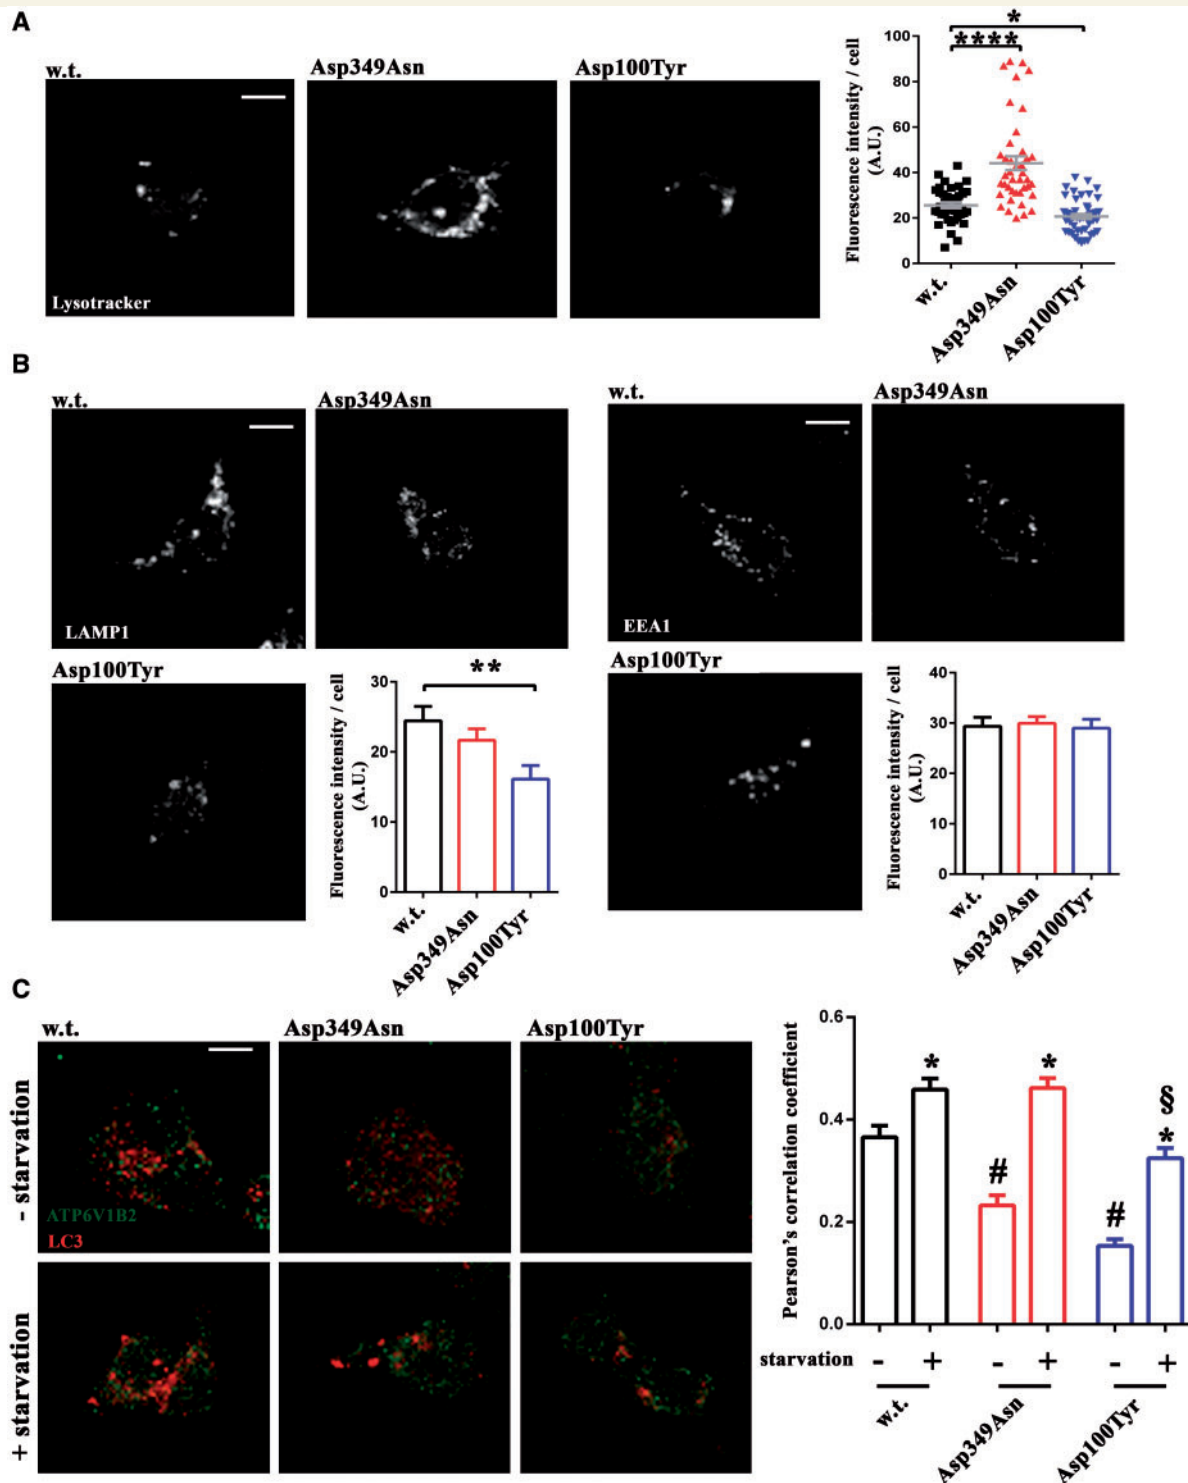 A
w.t.
Asp349Asn
Asp100Tyr
Lysotracker
Fluorescence intensity / cell
(A.U.)
100
80
60
40
20
0
*
****
w.t.
Asp349Asn
Asp100Tyr
B
w.t.
Asp349Asn
LAMP1
Asp100Tyr
Fluorescence intensity / cell
(A.U.)
30
20
10
0
**
w.t.
Asp349Asn
Asp100Tyr
w.t.
Asp349Asn
EEA1
Asp100Tyr
Fluorescence intensity / cell
(A.U.)
40
30
20
10
0
w.t.
Asp349Asn
Asp100Tyr
C
w.t.
Asp349Asn
Asp100Tyr
- starvation
ATP6V1B2
LC3
+ starvation
Pearson's correlation coefficient
0.6
0.4
0.2
0.0
*
#
*
#
§
*
starvation - + - + - +
w.t.
Asp349Asn
Asp100Tyr